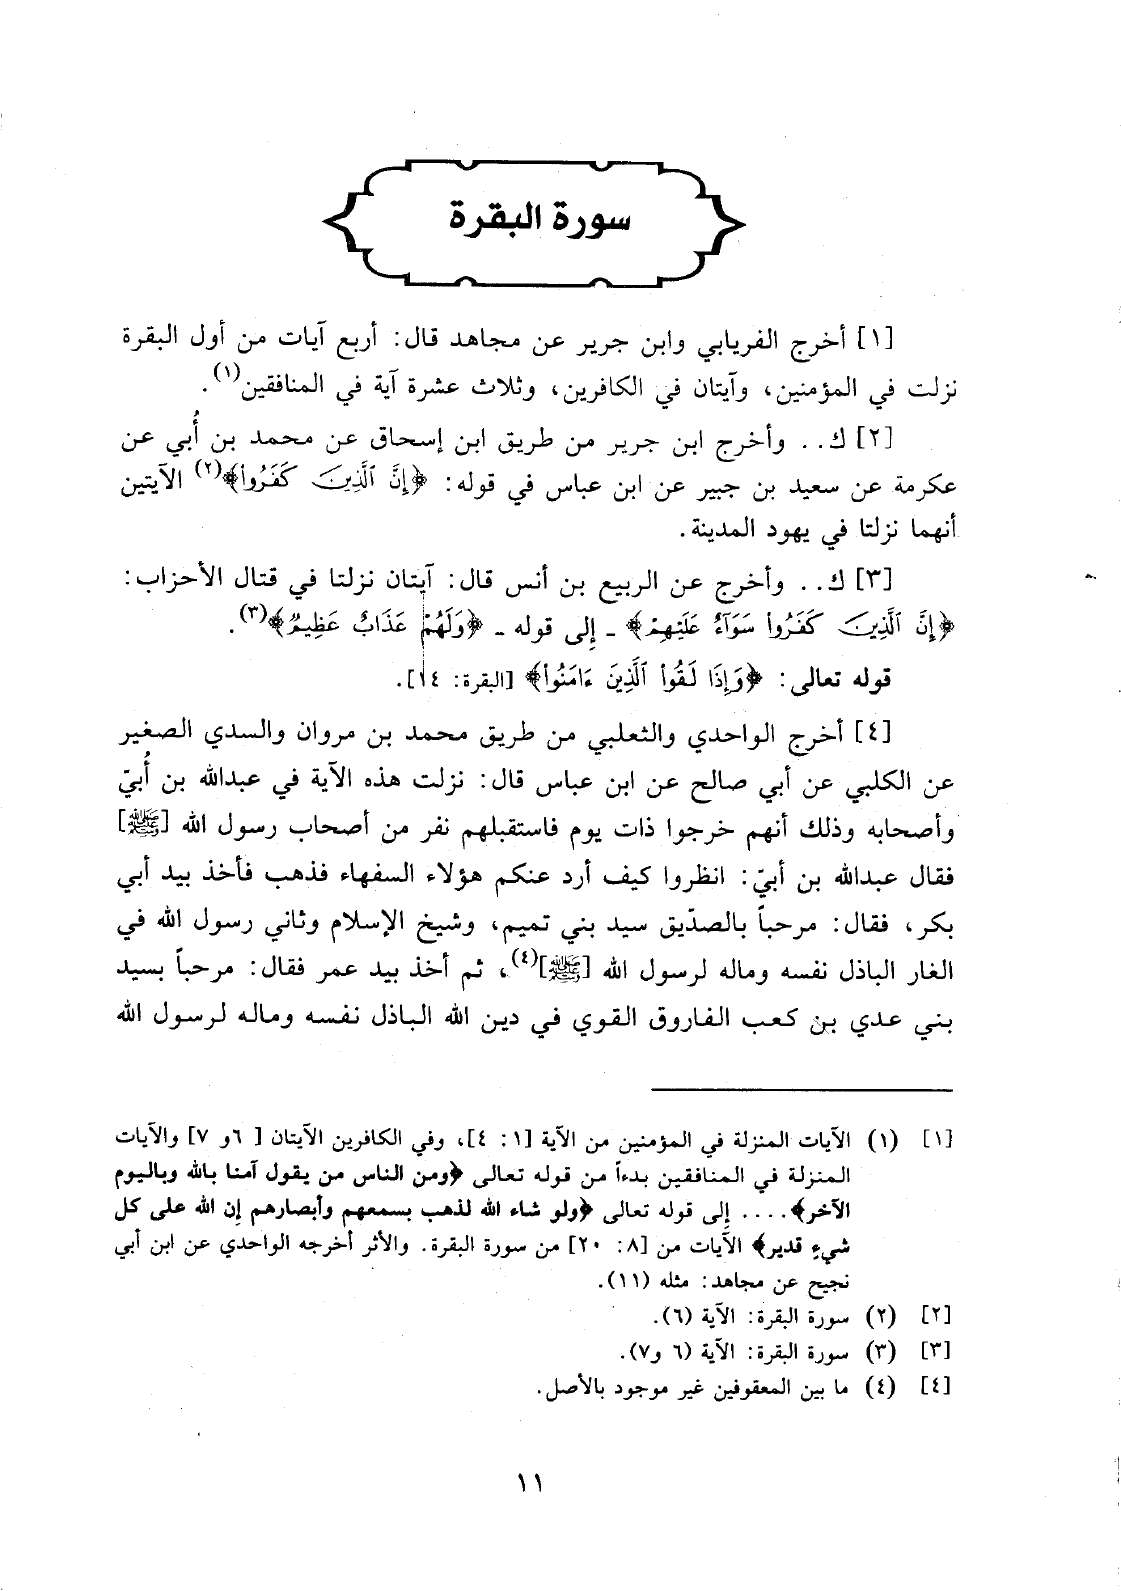 سورة البقرة
[١] أخرج الفريابي وابن جرير عن مجاهد قال: أربع آيات من أول البقرة
نزلت في المؤمنين، وآيتان في الكافرين، وثلاث عشرة آية في المنافقين(١).
[٢] ك.. وأخرج ابن جرير من طريق ابن إسحاق عن محمد بن أُبي عن
عكرمة عن سعيد بن جبير عن ابن عباس في قوله: ﴿إِنَّ ٱلَّذِينَ كَفَرُواْ﴾(٢) الآيتين
أنهما نزلتا في يهود المدينة.
[٣] ك.. وأخرج عن الربيع بن أنس قال: آيتان نزلتا في قتال الأحزاب:
﴿إِنَّ ٱلَّذِينَ كَفَرُواْ سَوَآءٌ عَلَيْهِمْ﴾ ـ إلى قوله ـ ﴿وَلَهُمْ عَذَابٌ عَظِيمٌ﴾(٣).
قوله تعالى: ﴿وَإِذَا لَقُواْ ٱلَّذِينَ ءَامَنُواْ﴾ [البقرة: ١٤].
[٤] أخرج الواحدي والثعلبي من طريق محمد بن مروان والسدي الصغير
عن الكلبي عن أبي صالح عن ابن عباس قال: نزلت هذه الآية في عبدالله بن أُبيّ
وأصحابه وذلك أنهم خرجوا ذات يوم فاستقبلهم نفر من أصحاب رسول الله [ﷺ]
فقال عبدالله بن أبيّ: انظروا كيف أرد عنكم هؤلاء السفهاء فذهب فأخذ بيد أبي
بكر، فقال: مرحباً بالصدّيق سيد بني تميم، وشيخ الإسلام وثاني رسول الله في
الغار الباذل نفسه وماله لرسول الله [ﷺ](٤)، ثم أخذ بيد عمر فقال: مرحباً بسيد
بني عدي بن كعب الفاروق القوي في دين الله الباذل نفسه وماله لرسول الله
[١] (١) الآيات المنزلة في المؤمنين من الآية [١: ٤]، وفي الكافرين الآيتان [٦و ٧] والآيات
المنزلة في المنافقين بدءاً من قوله تعالى ﴿ومن الناس من يقول آمنا بالله وباليوم
الآخر﴾.... إلى قوله تعالى ﴿ولو شاء الله لذهب بسمعهم وأبصارهم إن الله على كل
شيءٍ قدير﴾ الآيات من [٨: ٢٠] من سورة البقرة. والأثر أخرجه الواحدي عن ابن أبي
نجيح عن مجاهد: مثله (١١).
[٢] (٢) سورة البقرة: الآية (٦).
[٣] (٣) سورة البقرة: الآية (٦ و٧).
[٤] (٤) ما بين المعقوفين غير موجود بالأصل.
١١